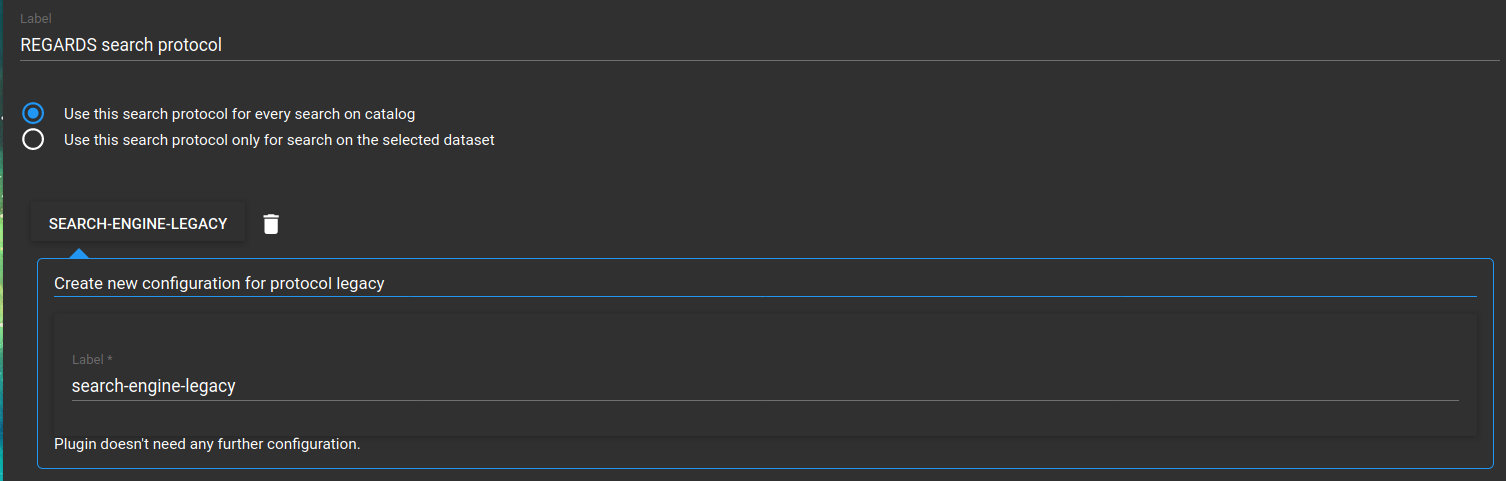 Label
REGARDS search protocol
Use this search protocol for every search on catalog
Use this search protocol only for search on the selected dataset
SEARCH-ENGINE-LEGACY
Create new configuration for protocol legacy
Label *
search-engine-legacy
Plugin doesn't need any further configuration.